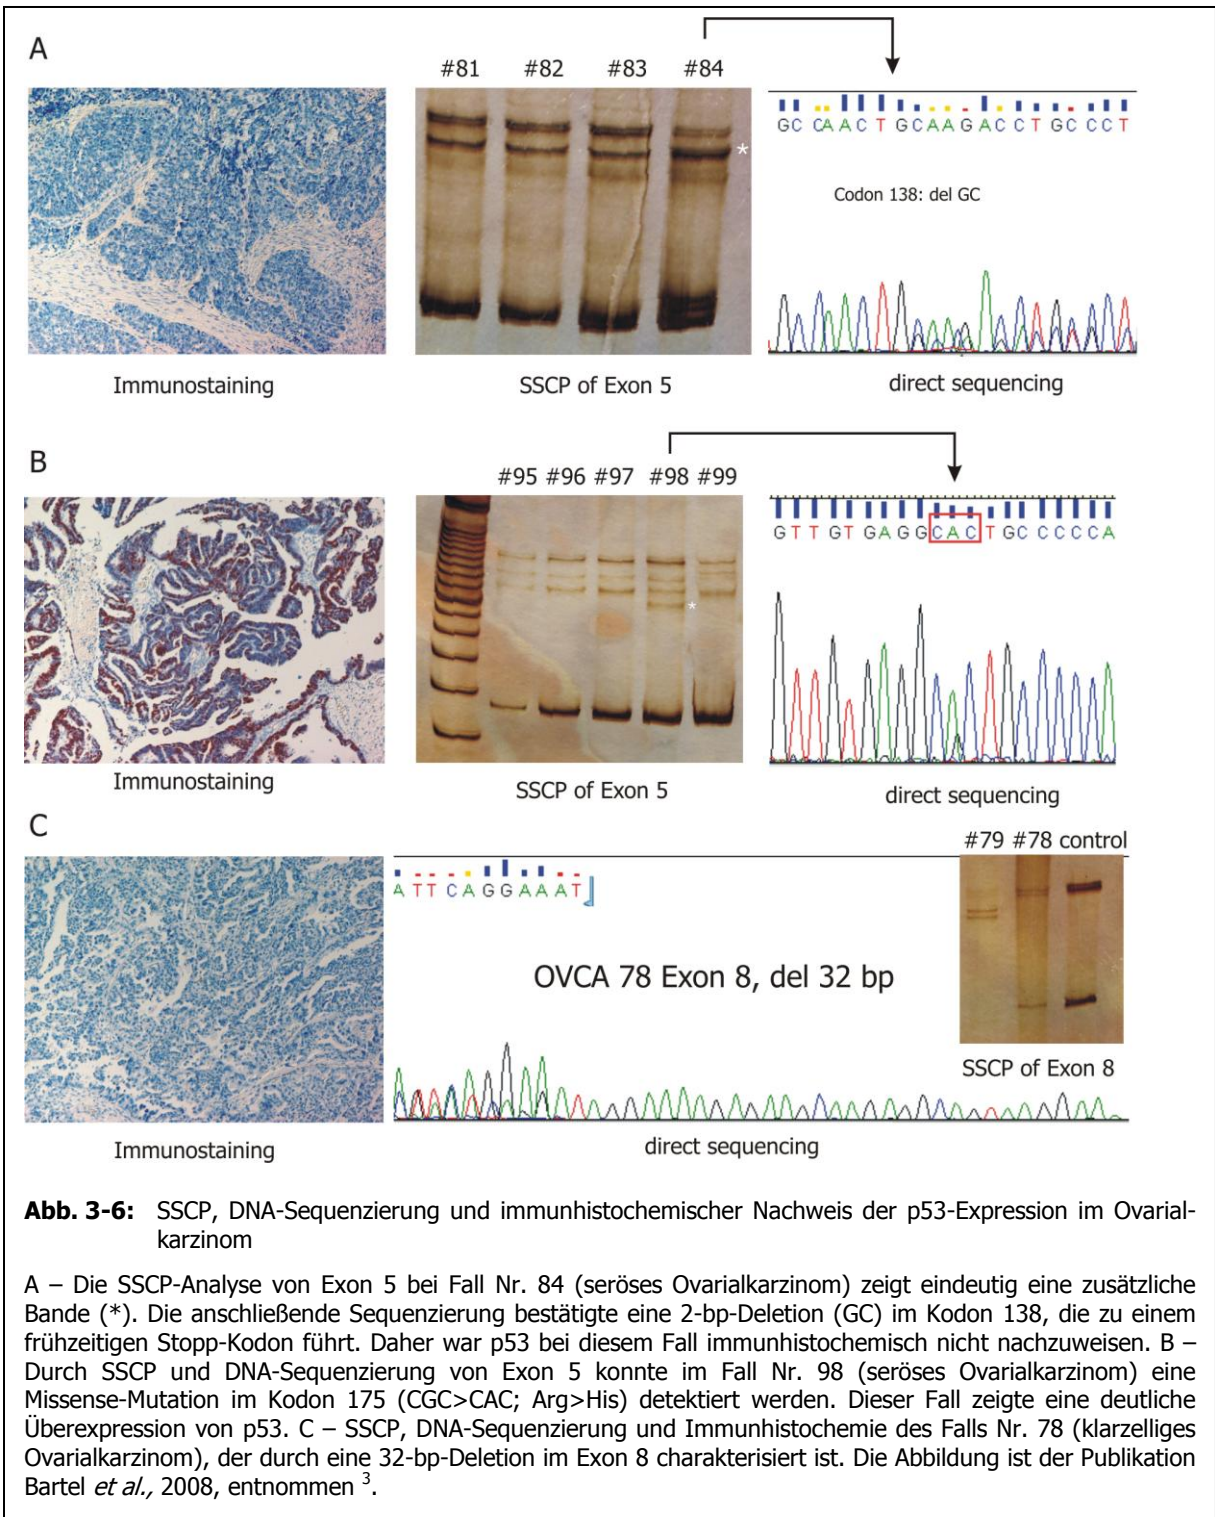 A
#81 #82 #83 #84
GCCAACTGCAAGACCTGCCCT
*
Codon 138: del GC
Immunostaining
SSCP of Exon 5
direct sequencing
B
#95 #96 #97 #98 #99
GTTGTGAGGCACTGCCCCCA
*
Immunostaining
SSCP of Exon 5
direct sequencing
C
#79 #78 control
ATTCAGGAAAT
OVCA 78 Exon 8, del 32 bp
SSCP of Exon 8
Immunostaining
direct sequencing
Abb. 3-6: SSCP, DNA-Sequenzierung und immunhistochemischer Nachweis der p53-Expression im Ovarial-
karzinom
A – Die SSCP-Analyse von Exon 5 bei Fall Nr. 84 (seröses Ovarialkarzinom) zeigt eindeutig eine zusätzliche
Bande (*). Die anschließende Sequenzierung bestätigte eine 2-bp-Deletion (GC) im Kodon 138, die zu einem
frühzeitigen Stopp-Kodon führt. Daher war p53 bei diesem Fall immunhistochemisch nicht nachzuweisen. B –
Durch SSCP und DNA-Sequenzierung von Exon 5 konnte im Fall Nr. 98 (seröses Ovarialkarzinom) eine
Missense-Mutation im Kodon 175 (CGC>CAC; Arg>His) detektiert werden. Dieser Fall zeigte eine deutliche
Überexpression von p53. C – SSCP, DNA-Sequenzierung und Immunhistochemie des Falls Nr. 78 (klarzelliges
Ovarialkarzinom), der durch eine 32-bp-Deletion im Exon 8 charakterisiert ist. Die Abbildung ist der Publikation
Bartel et al., 2008, entnommen 3.